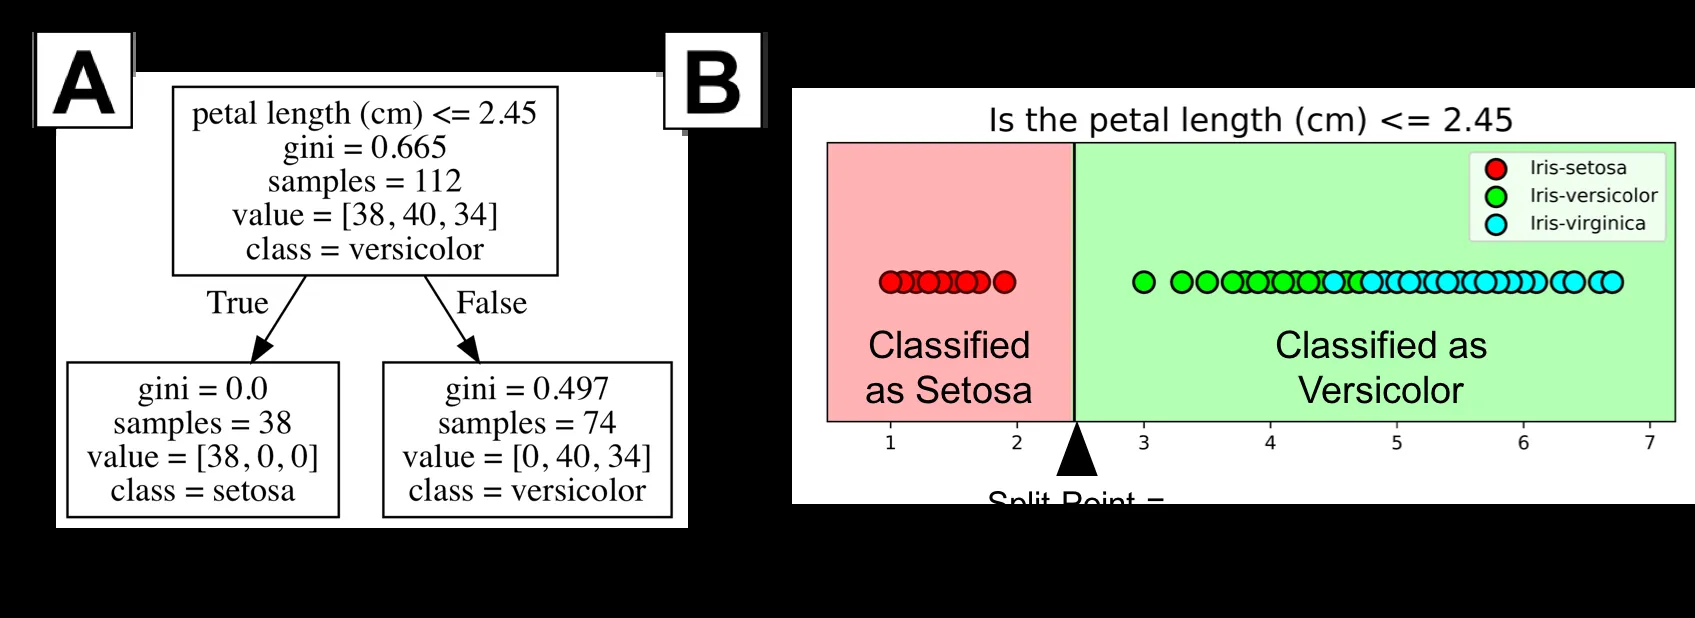 A
petal length (cm) <= 2.45
gini = 0.665
samples = 112
value = [38, 40, 34]
class = versicolor
True
False
gini = 0.0
samples = 38
value = [38, 0, 0]
class = setosa
gini = 0.497
samples = 74
value = [0, 40, 34]
class = versicolor
B
Is the petal length (cm) <= 2.45
Iris-setosa
Iris-versicolor
Iris-virginica
Classified
as Setosa
Classified as
Versicolor
1 2 3 4 5 6 7
Split Point =